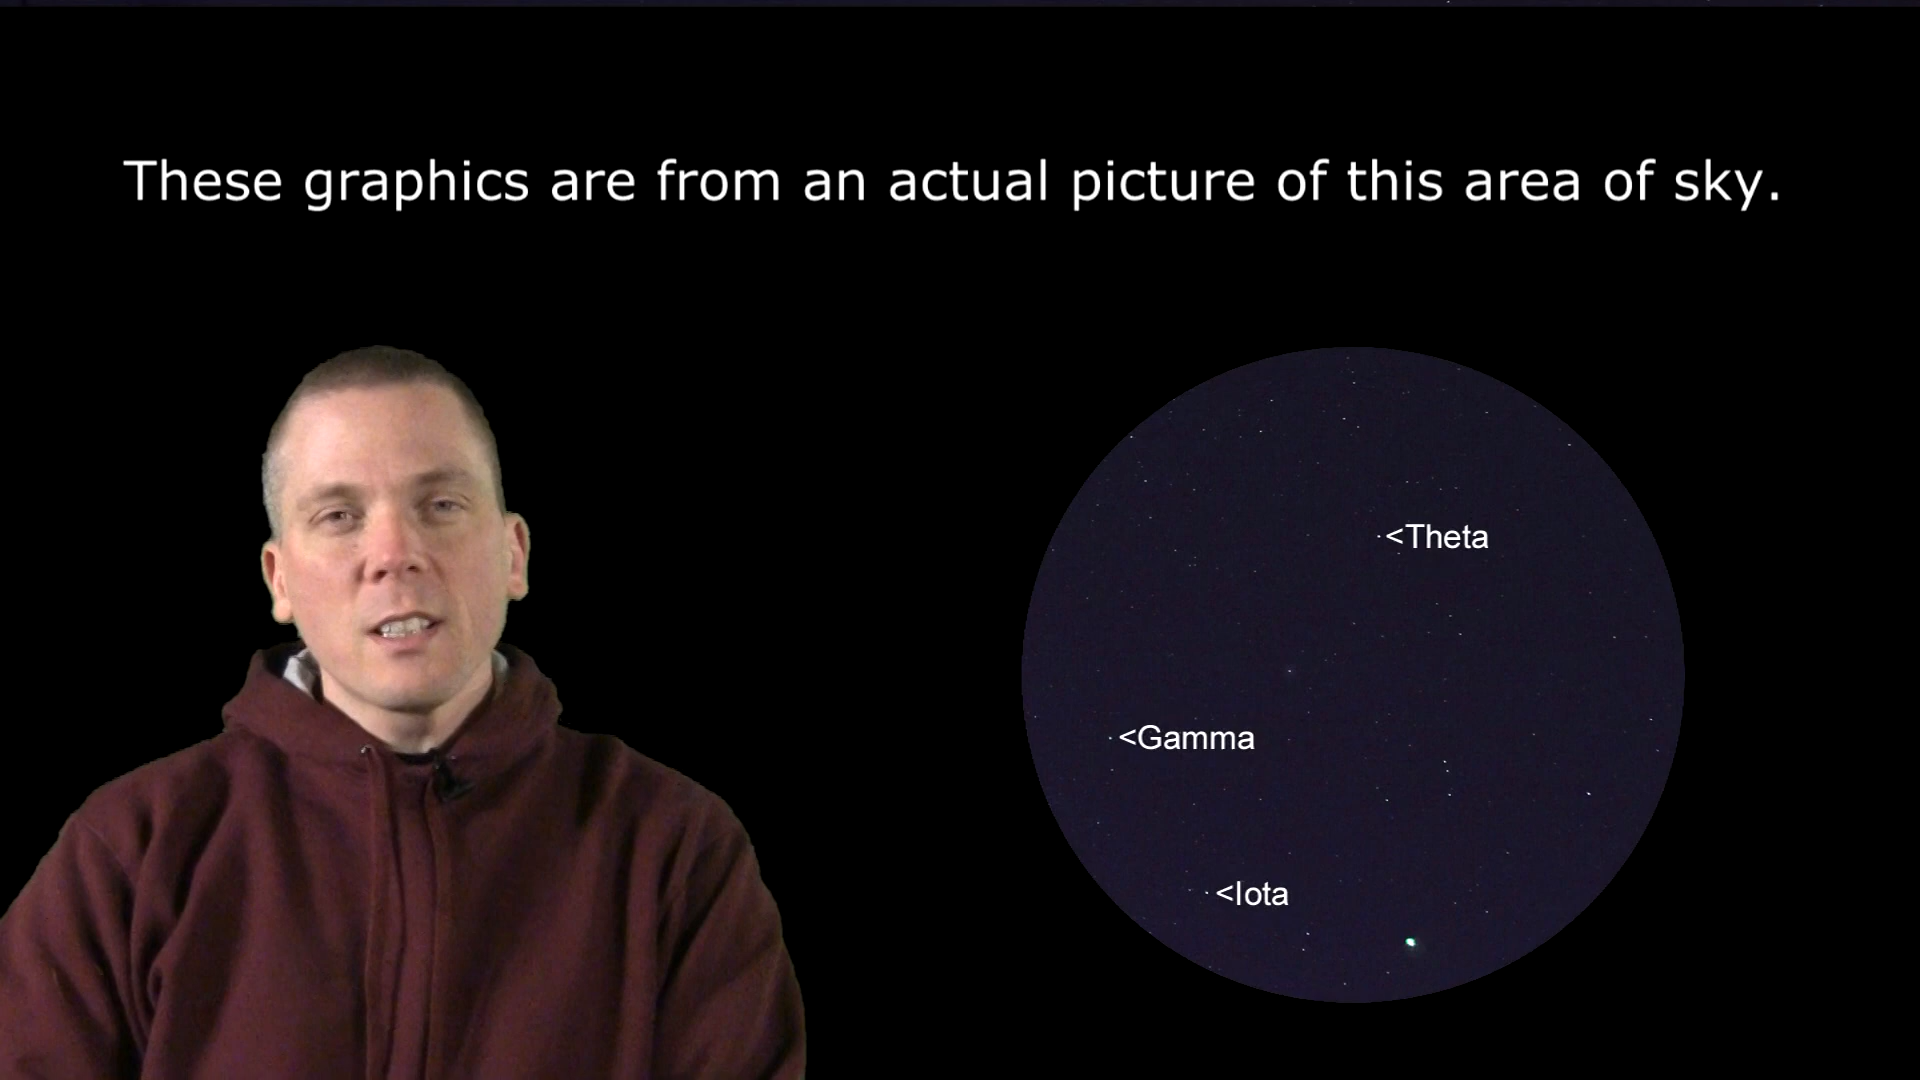 These graphics are from an actual picture of this area of sky.
<Theta
<Gamma
<Iota